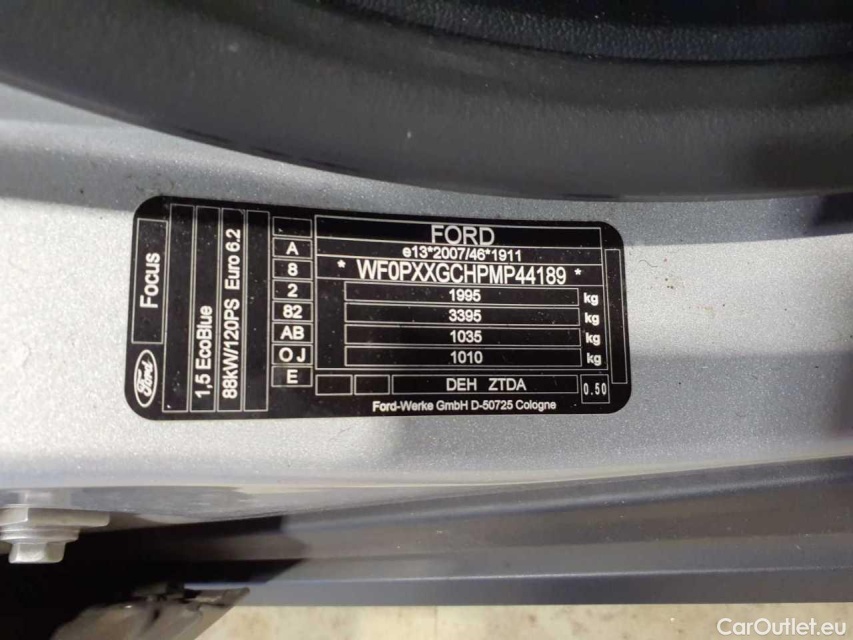 FORD
e13*2007/46*1911
* WF0PXXGCHPMP44189 *
1995 kg
3395 kg
1035 kg
1010 kg
DEH ZTDA
0.50
Ford-Werke GmbH D-50725 Cologne
A
8
2
82
AB
OJ
E
Focus
Ford
1,5 EcoBlue
88kW/120PS Euro 6.2
CarOutlet.eu